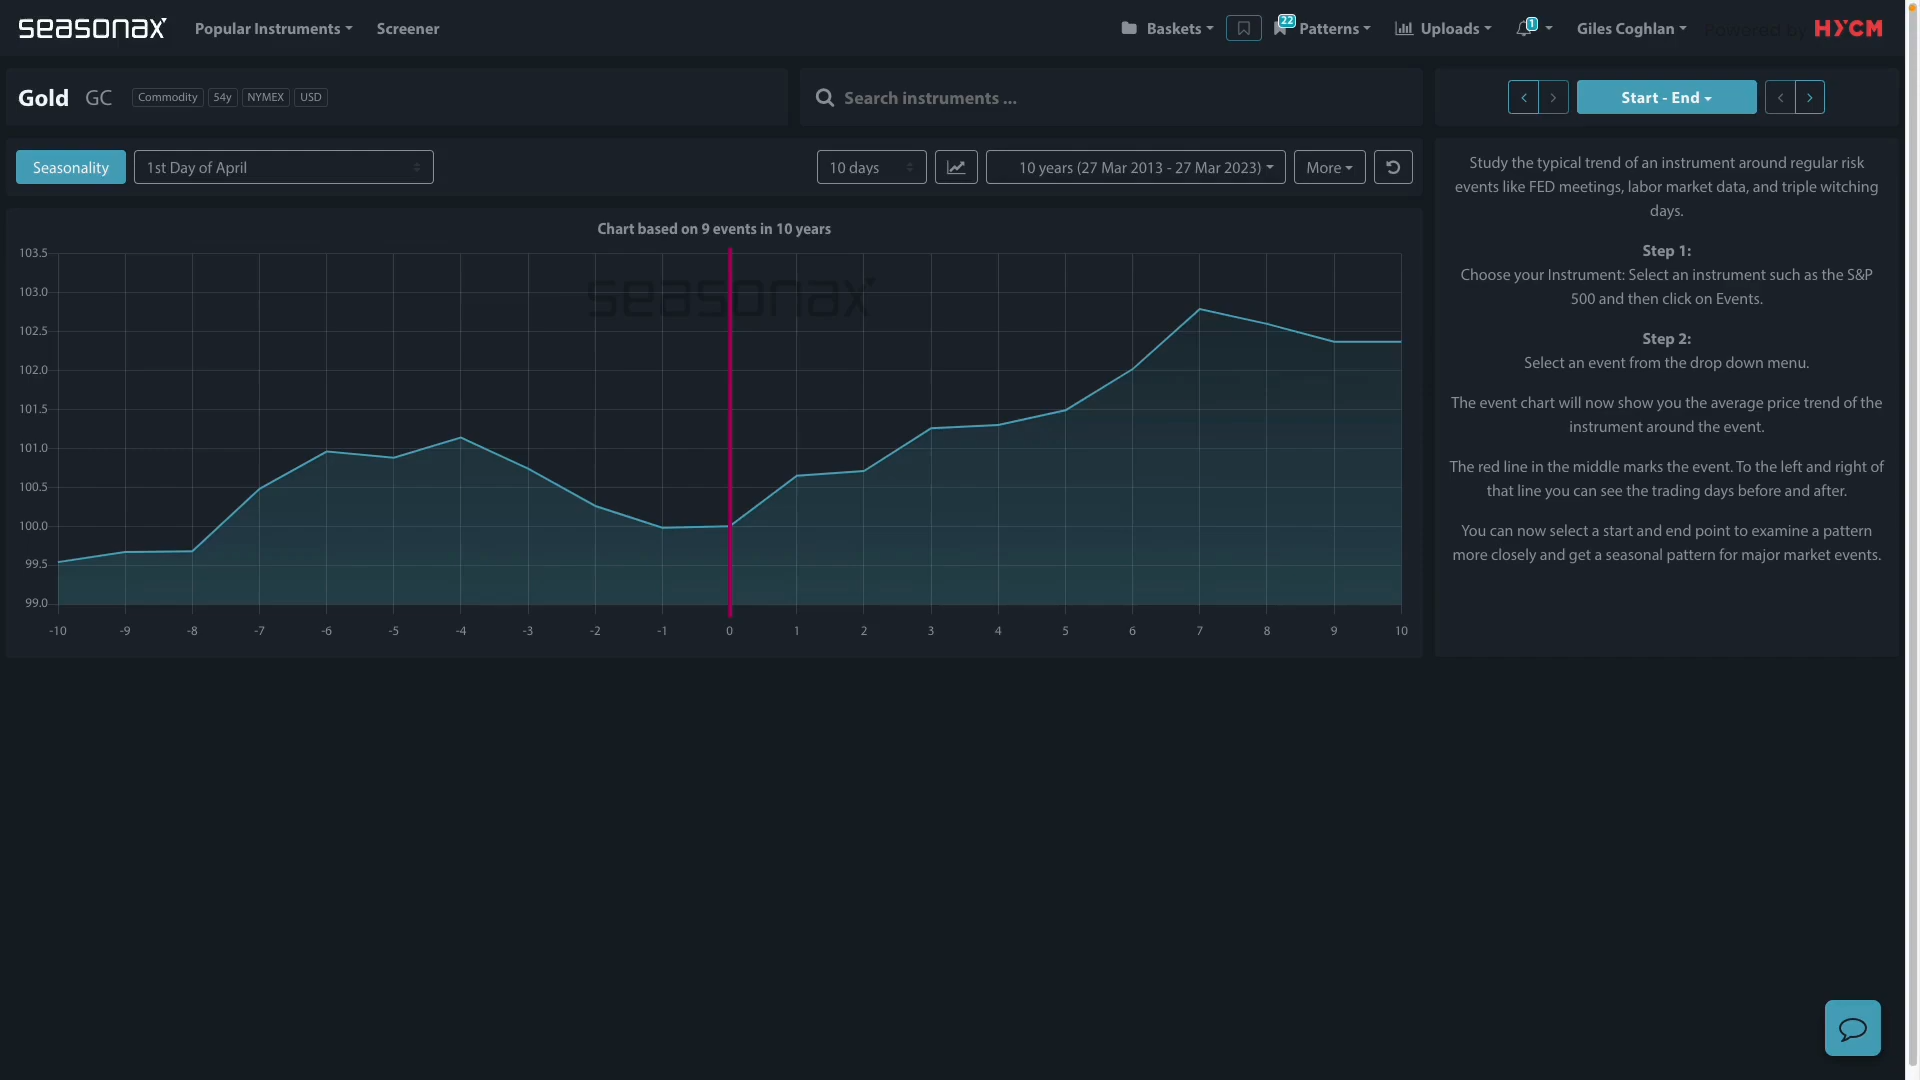 seasonax
Popular Instruments
Screener
Baskets
22
Patterns
Uploads
1
Giles Coghlan
Powered by
HYCM
Gold GC
Commodity
54y
NYMEX
USD
Search instruments ...
Start - End
Seasonality
1st Day of April
10 days
10 years (27 Mar 2013 - 27 Mar 2023)
More
Chart based on 9 events in 10 years
seasonax
103.5
103.0
102.5
102.0
101.5
101.0
100.5
100.0
99.5
99.0
-10 -9 -8 -7 -6 -5 -4 -3 -2 -1 0 1 2 3 4 5 6 7 8 9 10
Study the typical trend of an instrument around regular risk
events like FED meetings, labor market data, and triple witching
days.
Step 1:
Choose your Instrument: Select an instrument such as the S&P
500 and then click on Events.
Step 2:
Select an event from the drop down menu.
The event chart will now show you the average price trend of the
instrument around the event.
The red line in the middle marks the event. To the left and right of
that line you can see the trading days before and after.
You can now select a start and end point to examine a pattern
more closely and get a seasonal pattern for major market events.